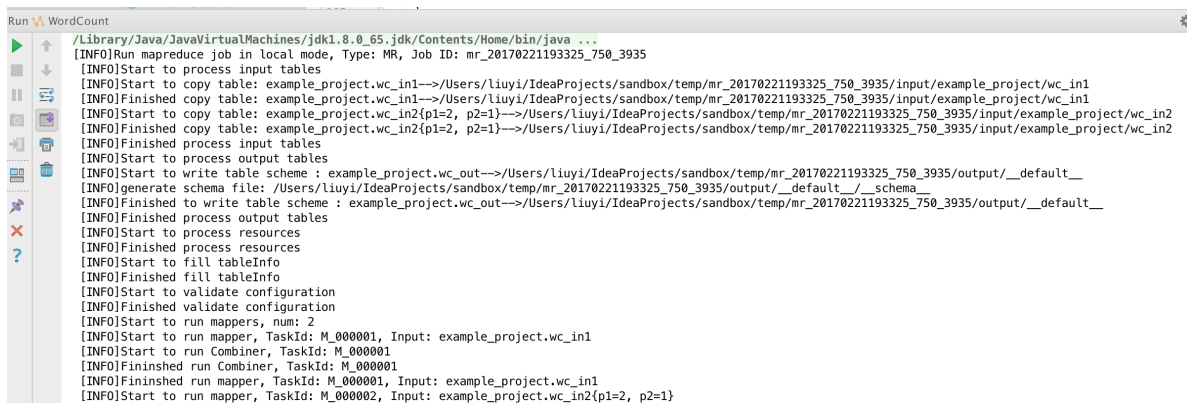 Run WordCount
/Library/Java/JavaVirtualMachines/jdk1.8.0_65.jdk/Contents/Home/bin/java ...
[INFO]Run mapreduce job in local mode, Type: MR, Job ID: mr_20170221193325_750_3935
[INFO]Start to process input tables
[INFO]Start to copy table: example_project.wc_in1-->/Users/liuyi/IdeaProjects/sandbox/temp/mr_20170221193325_750_3935/input/example_project/wc_in1
[INFO]Finished copy table: example_project.wc_in1-->/Users/liuyi/IdeaProjects/sandbox/temp/mr_20170221193325_750_3935/input/example_project/wc_in1
[INFO]Start to copy table: example_project.wc_in2{p1=2, p2=1}-->/Users/liuyi/IdeaProjects/sandbox/temp/mr_20170221193325_750_3935/input/example_project/wc_in2
[INFO]Finished copy table: example_project.wc_in2{p1=2, p2=1}-->/Users/liuyi/IdeaProjects/sandbox/temp/mr_20170221193325_750_3935/input/example_project/wc_in2
[INFO]Finished process input tables
[INFO]Start to process output tables
[INFO]Start to write table scheme : example_project.wc_out-->/Users/liuyi/IdeaProjects/sandbox/temp/mr_20170221193325_750_3935/output/__default__
[INFO]generate schema file: /Users/liuyi/IdeaProjects/sandbox/temp/mr_20170221193325_750_3935/output/__default__/__schema__
[INFO]Finished to write table scheme : example_project.wc_out-->/Users/liuyi/IdeaProjects/sandbox/temp/mr_20170221193325_750_3935/output/__default__
[INFO]Finished process output tables
[INFO]Start to process resources
[INFO]Finished process resources
[INFO]Start to fill tableInfo
[INFO]Finished fill tableInfo
[INFO]Start to validate configuration
[INFO]Finished validate configuration
[INFO]Start to run mappers, num: 2
[INFO]Start to run mapper, TaskId: M_000001, Input: example_project.wc_in1
[INFO]Start to run Combiner, TaskId: M_000001
[INFO]Fininshed run Combiner, TaskId: M_000001
[INFO]Fininshed run mapper, TaskId: M_000001, Input: example_project.wc_in1
[INFO]Start to run mapper, TaskId: M_000002, Input: example_project.wc_in2{p1=2, p2=1}